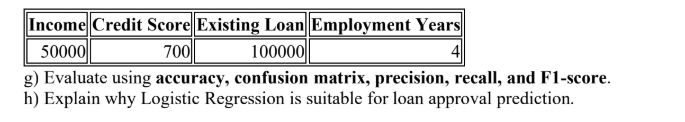 Income Credit Score Existing Loan Employment Years
50000 700 100000 4
g) Evaluate using accuracy, confusion matrix, precision, recall, and F1-score.
h) Explain why Logistic Regression is suitable for loan approval prediction.